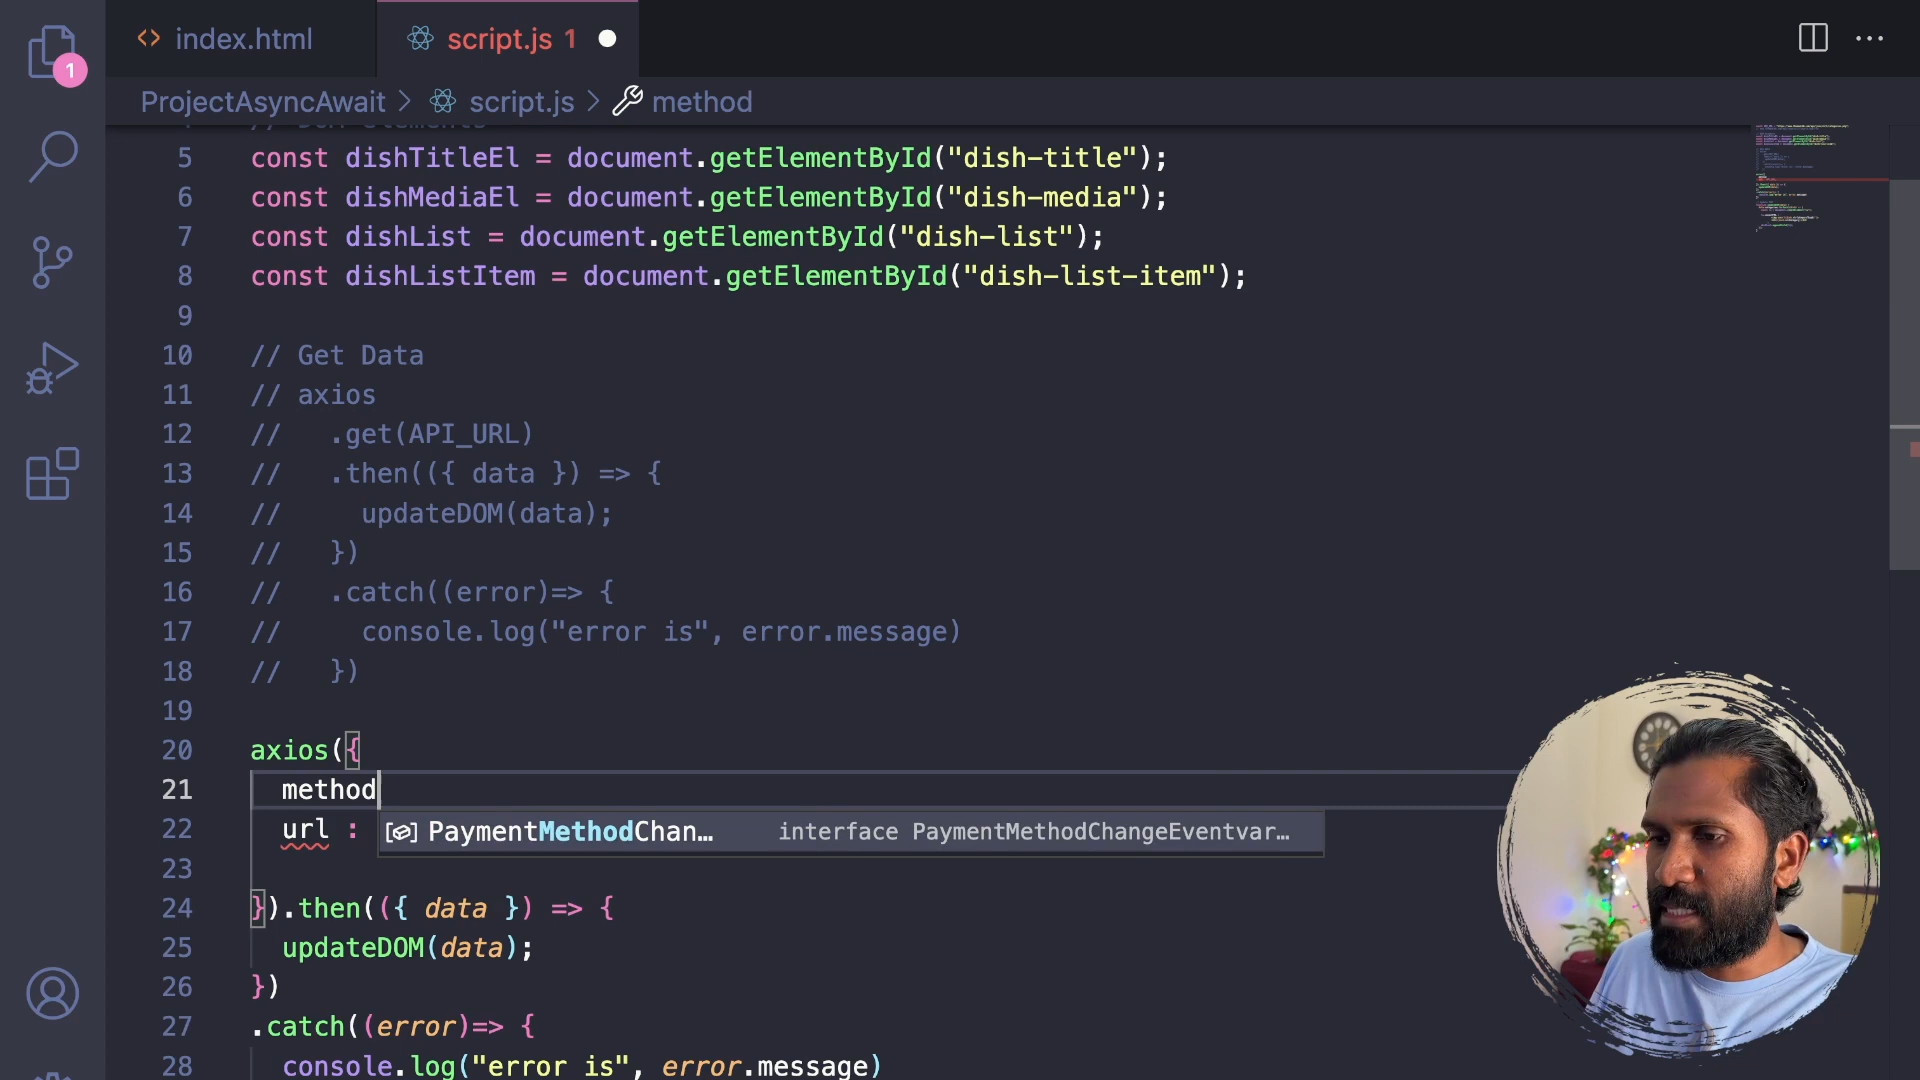 index.html
script.js 1
1
ProjectAsyncAwait > script.js > method
5 const dishTitleEl = document.getElementById("dish-title");
6 const dishMediaEl = document.getElementById("dish-media");
7 const dishList = document.getElementById("dish-list");
8 const dishListItem = document.getElementById("dish-list-item");
9
10 // Get Data
11 // axios
12 //   .get(API_URL)
13 //   .then(({ data }) => {
14 //     updateDOM(data);
15 //   })
16 //   .catch((error)=> {
17 //     console.log("error is", error.message)
18 //   })
19
20 axios({
21   method
22   url :
PaymentMethodChan… interface PaymentMethodChangeEventvar…
23
24 }).then(({ data }) => {
25   updateDOM(data);
26 })
27 .catch((error)=> {
28   console.log("error is", error.message)